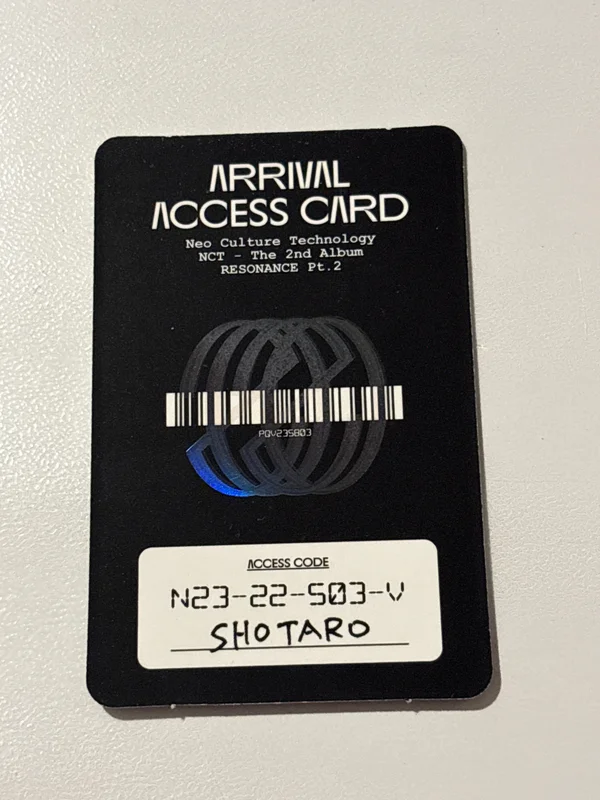 ARRIVAL
ACCESS CARD
Neo Culture Technology
NCT - The 2nd Album
RESONANCE Pt.2
PQV235B03
ACCESS CODE
N23-22-S03-V
SHOTARO